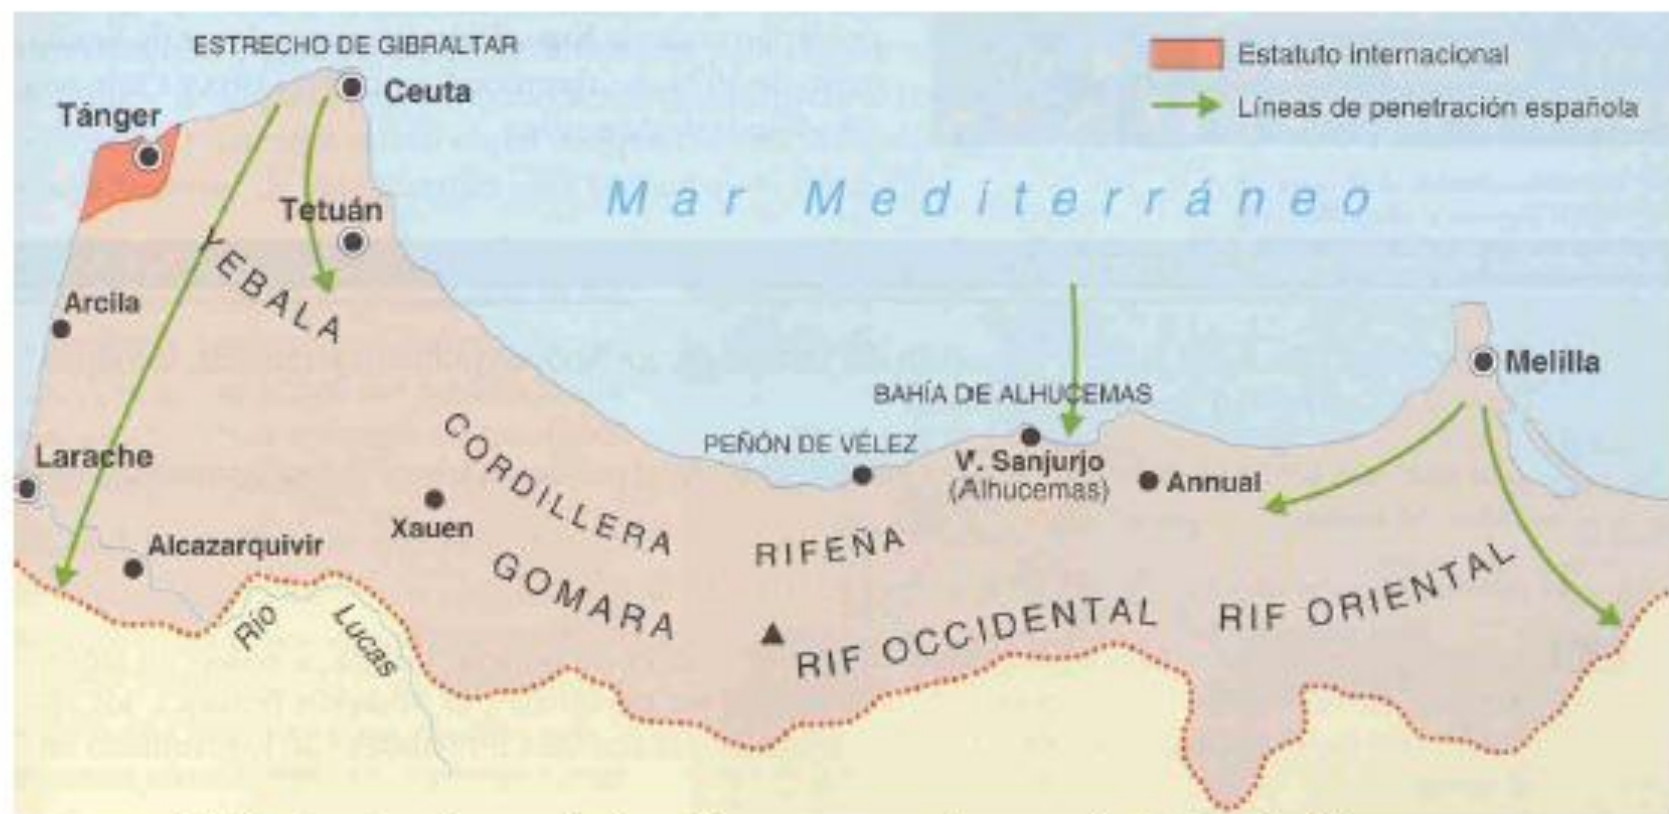 ESTRECHO DE GIBRALTAR
Estatuto internacional
Ceuta
Líneas de penetración española
Tánger
Mar Mediterráneo
Tetuán
YEBALA
Arcila
Melilla
BAHÍA DE ALHUCEMAS
PEÑÓN DE VÉLEZ
Larache
Vª. Sanjurjo
(Alhucemas)
Annual
CORDILLERA
RIFEÑA
Xauen
Alcazarquivir
GOMARA
RIF OCCIDENTAL
RIF ORIENTAL
Río
Lucas